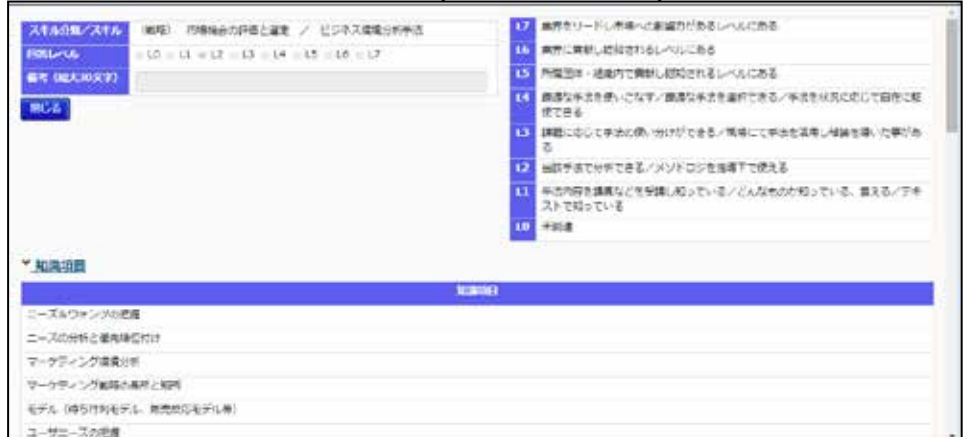 スキル分類/スキル (戦略) 市場機会の評価と選定 / ビジネス環境分析手法
回答レベル L0 L1 L2 L3 L4 L5 L6 L7
備考 (最大30文字)
閉じる
L7 業界をリードし市場への影響力があるレベルにある
L6 業界に貢献し認知されるレベルにある
L5 所属団体・組織内で貢献し認知されるレベルにある
L4 最適な手法を使いこなす/最適な手法を選択できる/手法を状況に応じて自在に駆
使できる
L3 課題に応じて手法の使い分けができる/現場にて手法を活用し結論を導いた事があ
る
L2 当該手法で分析できる/メソドロジを指導下で使える
L1 手法内容を講義などを受講し知っている/どんなものか知っている、言える/テキ
ストで知っている
L0 未到達
知識項目
知識項目
ニーズ&ウォンツの把握
ニーズの分析と優先順位付け
マーケティング環境分析
マーケティング戦略の長所と短所
モデル (待ち行列モデル、販売反応モデル等)
ユーザニーズの把握